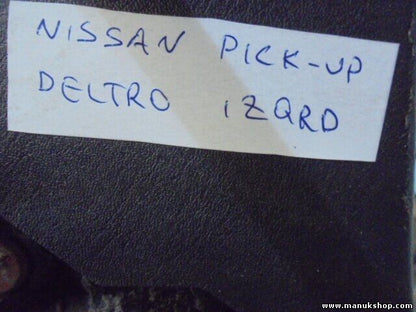 NISSAN PICK-UP
DELTRO IZQRD
www.manukshop.com